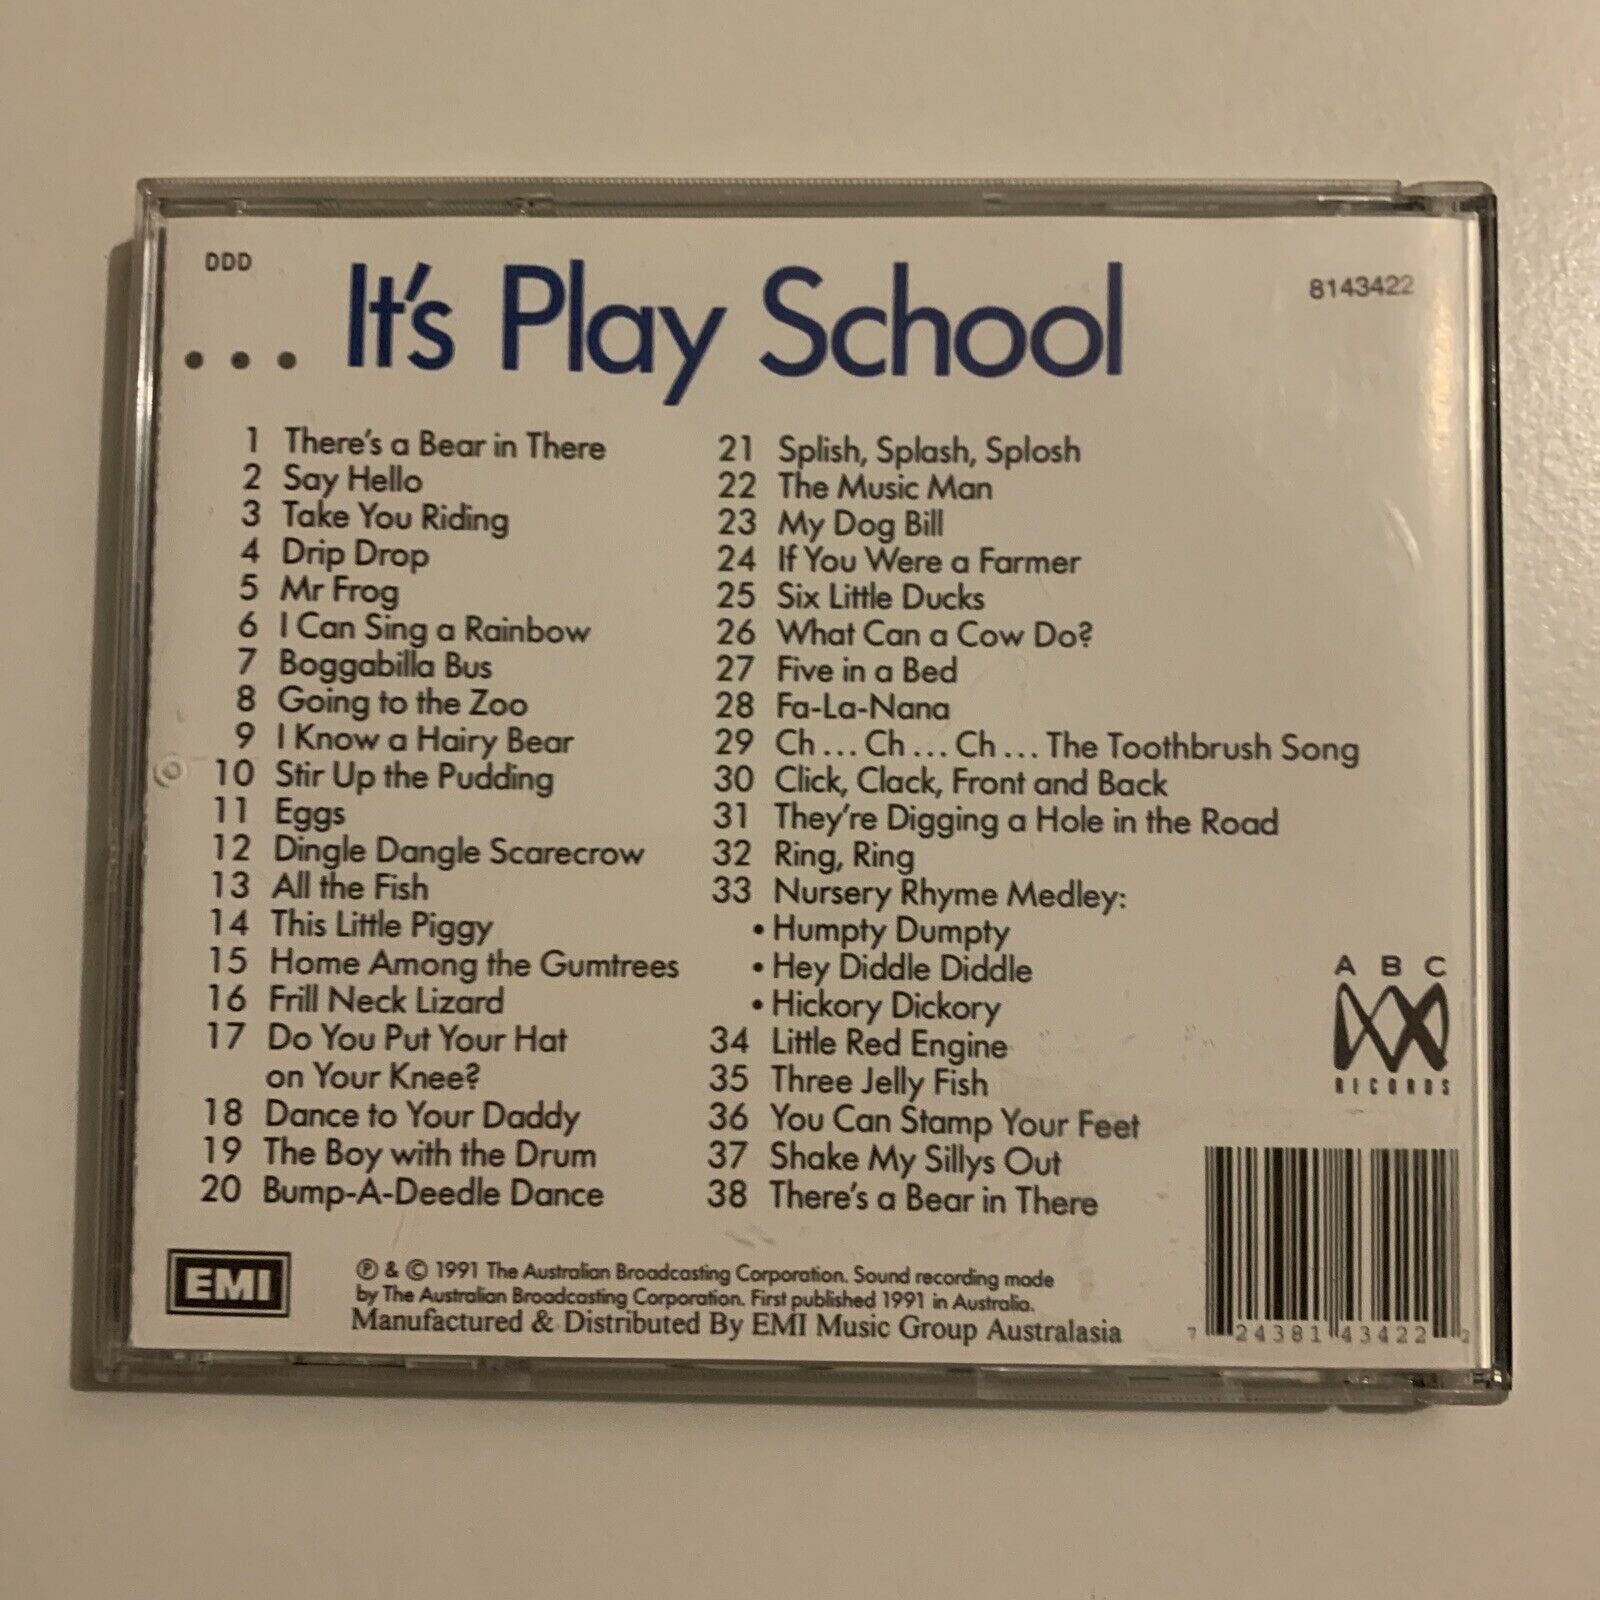 DDD
8143422
... It's Play School
1 There's a Bear in There
2 Say Hello
3 Take You Riding
4 Drip Drop
5 Mr Frog
6 I Can Sing a Rainbow
7 Boggabilla Bus
8 Going to the Zoo
9 I Know a Hairy Bear
10 Stir Up the Pudding
11 Eggs
12 Dingle Dangle Scarecrow
13 All the Fish
14 This Little Piggy
15 Home Among the Gumtrees
16 Frill Neck Lizard
17 Do You Put Your Hat
on Your Knee?
18 Dance to Your Daddy
19 The Boy with the Drum
20 Bump-A-Deedle Dance
21 Splish, Splash, Splosh
22 The Music Man
23 My Dog Bill
24 If You Were a Farmer
25 Six Little Ducks
26 What Can a Cow Do?
27 Five in a Bed
28 Fa-La-Nana
29 Ch ... Ch ... Ch ... The Toothbrush Song
30 Click, Clack, Front and Back
31 They're Digging a Hole in the Road
32 Ring, Ring
33 Nursery Rhyme Medley:
• Humpty Dumpty
• Hey Diddle Diddle
• Hickory Dickory
34 Little Red Engine
35 Three Jelly Fish
36 You Can Stamp Your Feet
37 Shake My Sillys Out
38 There's a Bear in There
ABC
RECORDS
EMI
℗ & © 1991 The Australian Broadcasting Corporation. Sound recording made
by The Australian Broadcasting Corporation. First published 1991 in Australia.
Manufactured & Distributed By EMI Music Group Australasia
7 24381 43422 2